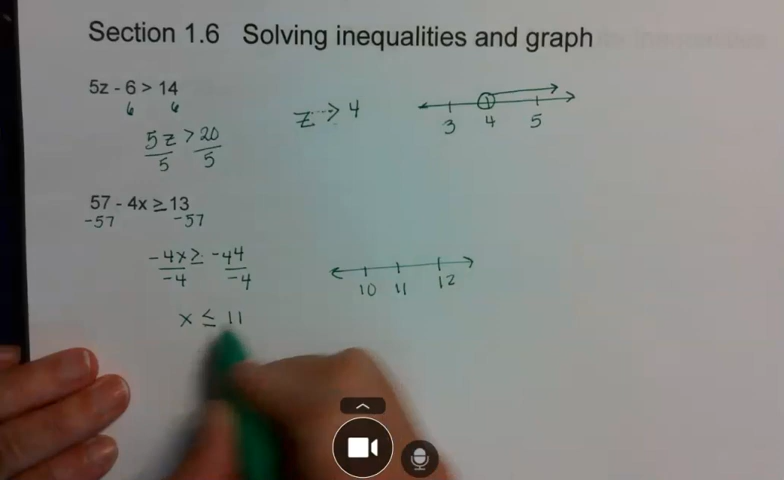 Section 1.6 Solving inequalities and graph
5z - 6 > 14
6 6
5z > 20
5 5
z > 4
3 4 5
57 - 4x ≥ 13
-57 -57
-4x ≥ -44
-4 -4
x ≤ 11
10 11 12